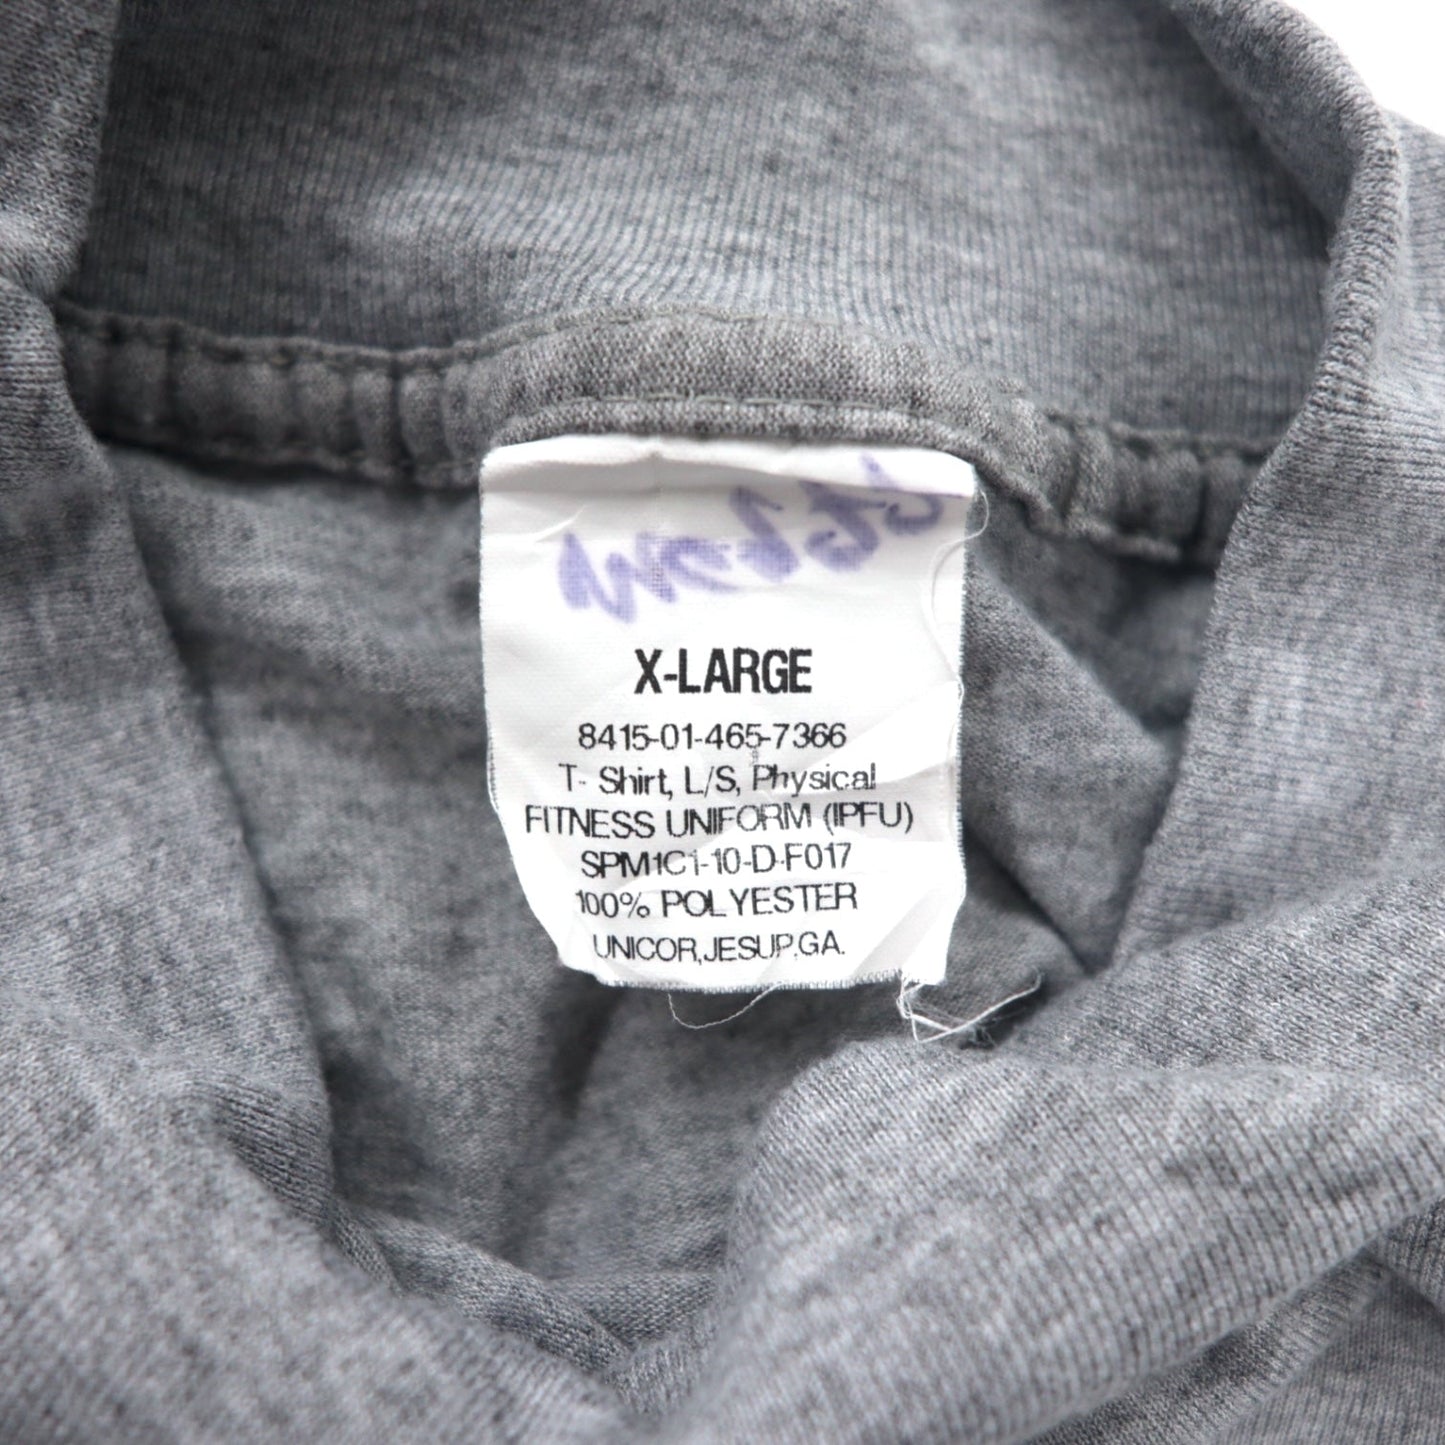 X-LARGE
8415-01-465-7366
T- Shirt, L/S, Physical
FITNESS UNIFORM (IPFU)
SPM1C1-10-D-F017
100% POLYESTER
UNICOR,JESUP,GA.